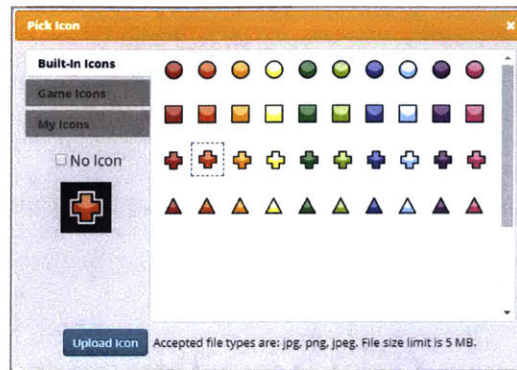 Pick Icon x
Built-In Icons
Game Icons
My Icons
No Icon
Upload Icon Accepted file types are: jpg, png, jpeg. File size limit is 5 MB.